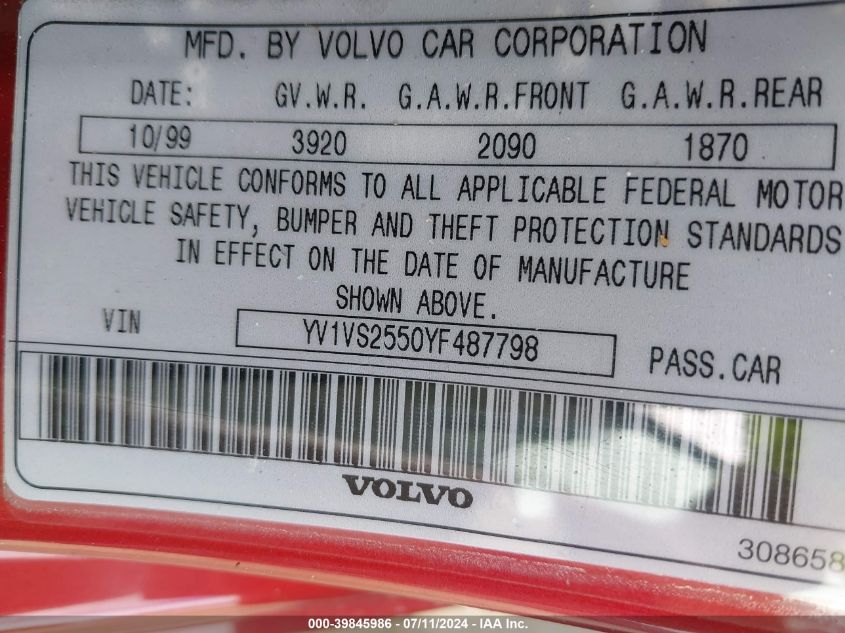 MFD. BY VOLVO CAR CORPORATION
DATE: GV.W.R. G.A.W.R.FRONT G.A.W.R.REAR
10/99 3920 2090 1870
THIS VEHICLE CONFORMS TO ALL APPLICABLE FEDERAL MOTOR
VEHICLE SAFETY, BUMPER AND THEFT PROTECTION STANDARDS
IN EFFECT ON THE DATE OF MANUFACTURE
SHOWN ABOVE.
VIN YV1VS2550YF487798 PASS.CAR
VOLVO
308658
000-39845986 - 07/11/2024 - IAA Inc.